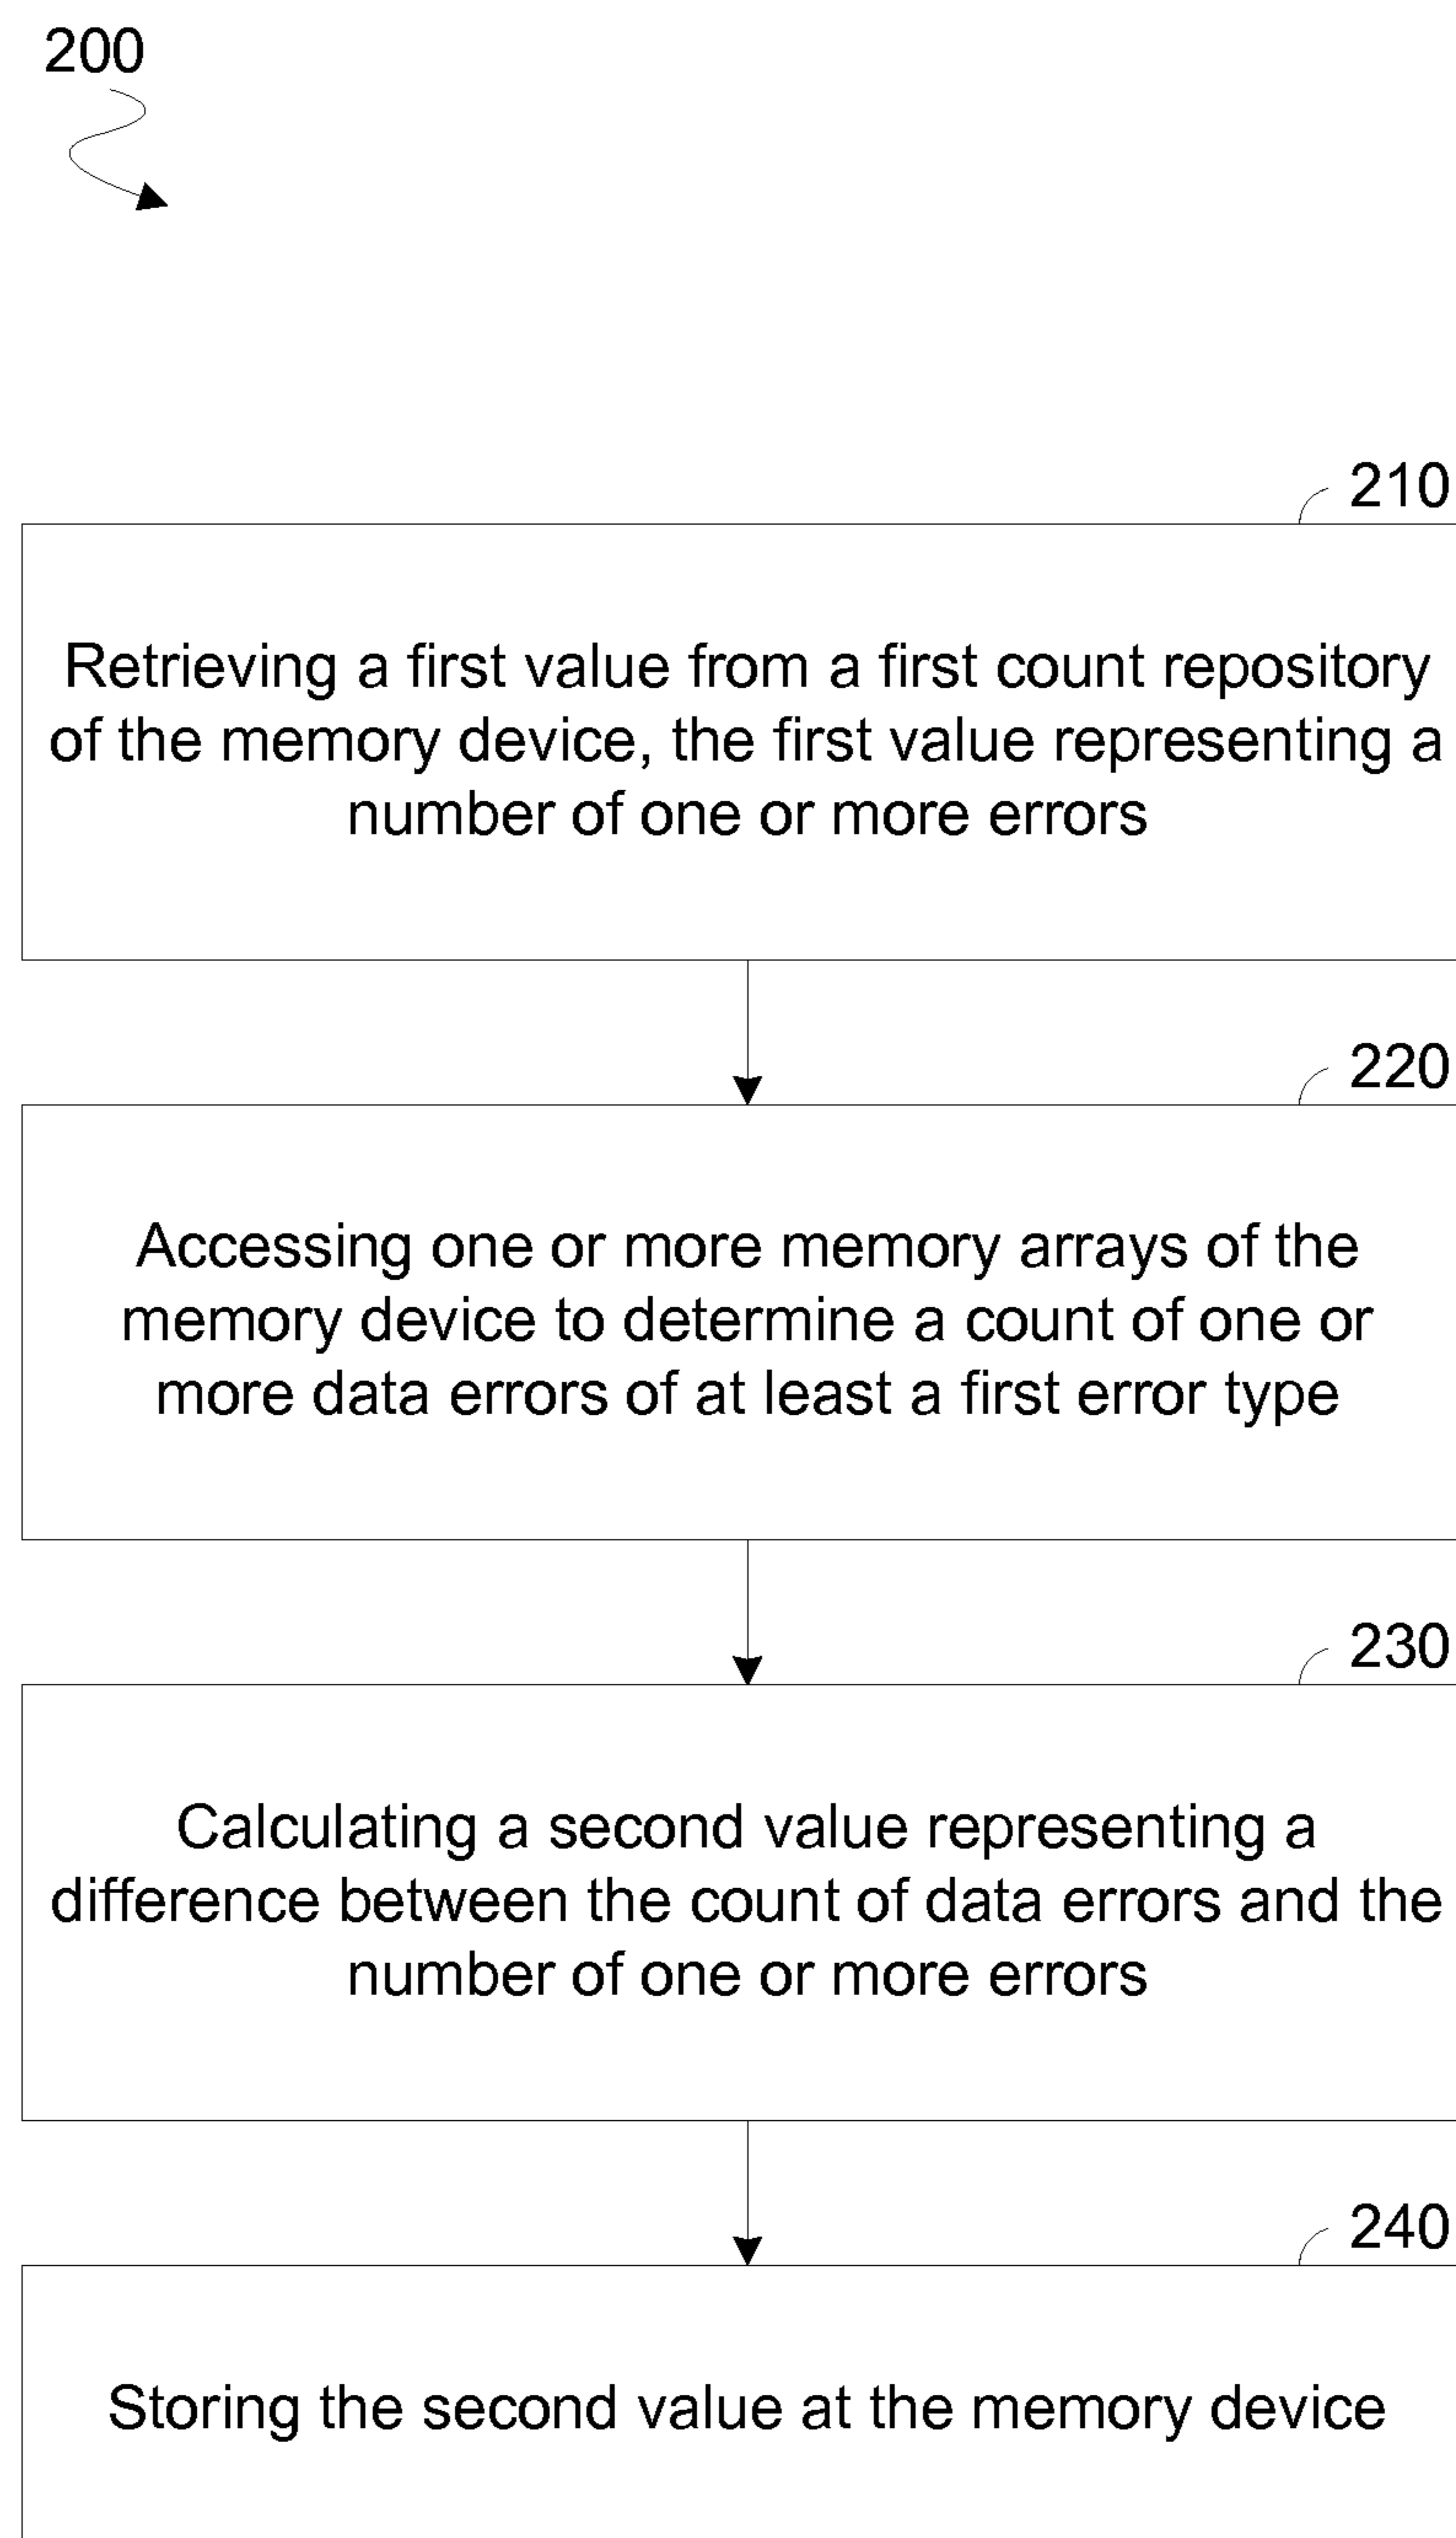 200
210
Retrieving a first value from a first count repository
of the memory device, the first value representing a
number of one or more errors
220
Accessing one or more memory arrays of the
memory device to determine a count of one or
more data errors of at least a first error type
230
Calculating a second value representing a
difference between the count of data errors and the
number of one or more errors
240
Storing the second value at the memory device